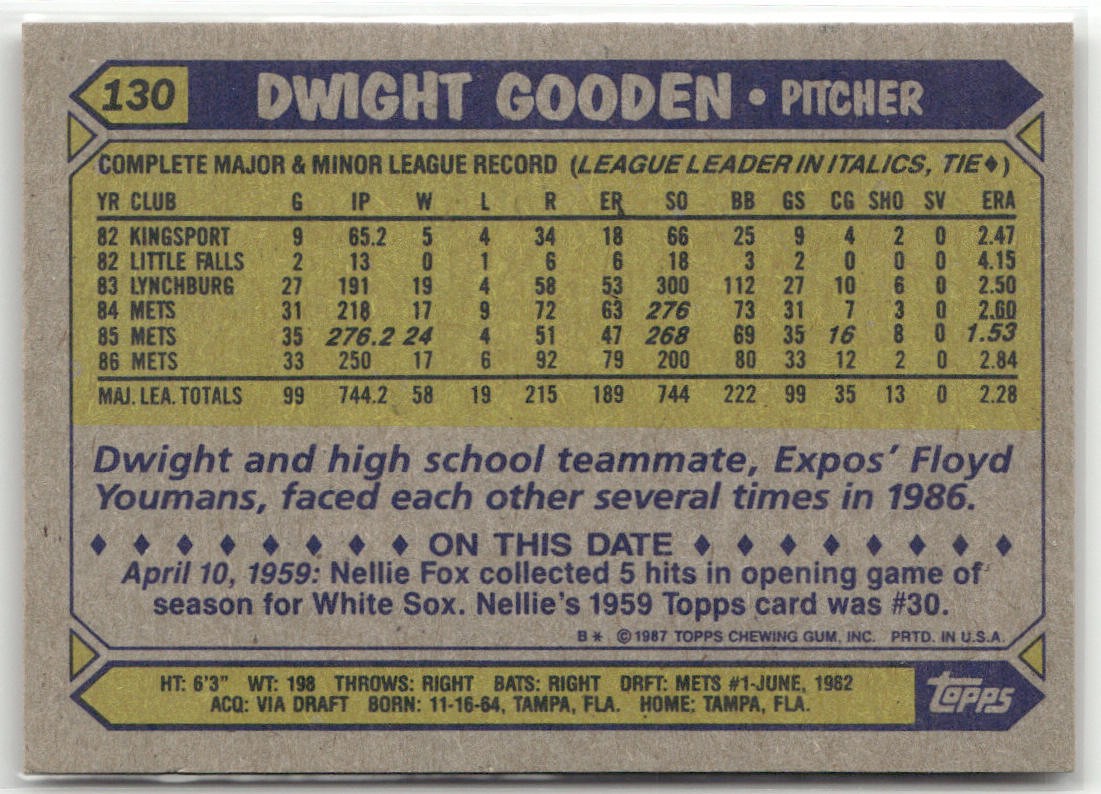 130 DWIGHT GOODEN • PITCHER
COMPLETE MAJOR & MINOR LEAGUE RECORD (LEAGUE LEADER IN ITALICS, TIE♦)
YR CLUB G IP W L R ER SO BB GS CG SHO SV ERA
82 KINGSPORT 9 65.2 5 4 34 18 66 25 9 4 2 0 2.47
82 LITTLE FALLS 2 13 0 1 6 6 18 3 2 0 0 0 4.15
83 LYNCHBURG 27 191 19 4 58 53 300 112 27 10 6 0 2.50
84 METS 31 218 17 9 72 63 276 73 31 7 3 0 2.60
85 METS 35 276.2 24 4 51 47 268 69 35 16 8 0 1.53
86 METS 33 250 17 6 92 79 200 80 33 12 2 0 2.84
MAJ. LEA. TOTALS 99 744.2 58 19 215 189 744 222 99 35 13 0 2.28
Dwight and high school teammate, Expos' Floyd
Youmans, faced each other several times in 1986.
♦ ♦ ♦ ♦ ♦ ♦ ♦ ♦ ON THIS DATE ♦ ♦ ♦ ♦ ♦ ♦ ♦ ♦
April 10, 1959: Nellie Fox collected 5 hits in opening game of
season for White Sox. Nellie's 1959 Topps card was #30.
B * © 1987 TOPPS CHEWING GUM, INC. PRTD. IN U.S.A.
HT: 6'3" WT: 198 THROWS: RIGHT BATS: RIGHT DRFT: METS #1-JUNE, 1982
ACQ: VIA DRAFT BORN: 11-16-64, TAMPA, FLA. HOME: TAMPA, FLA.
topps